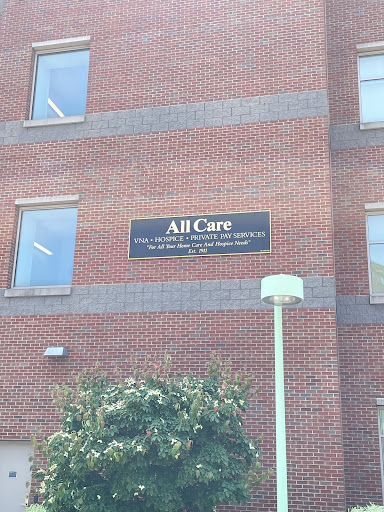 All Care
VNA • HOSPICE • PRIVATE PAY SERVICES
"For All Your Home Care And Hospice Needs"
Est. 1911